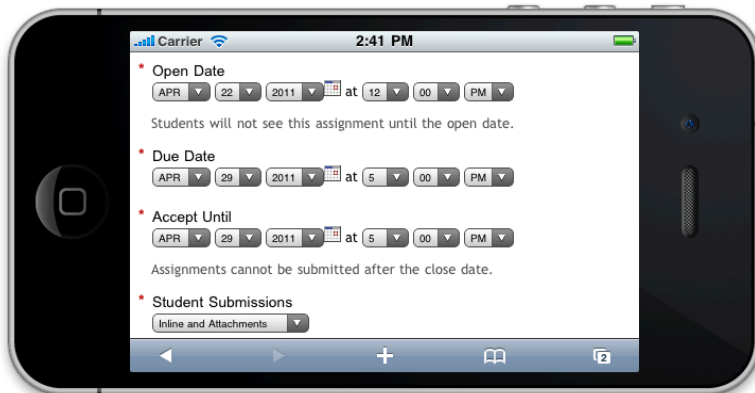 Carrier 2:41 PM
* Open Date
APR 22 2011 at 12 00 PM
Students will not see this assignment until the open date.
* Due Date
APR 29 2011 at 5 00 PM
* Accept Until
APR 29 2011 at 5 00 PM
Assignments cannot be submitted after the close date.
* Student Submissions
Inline and Attachments
2